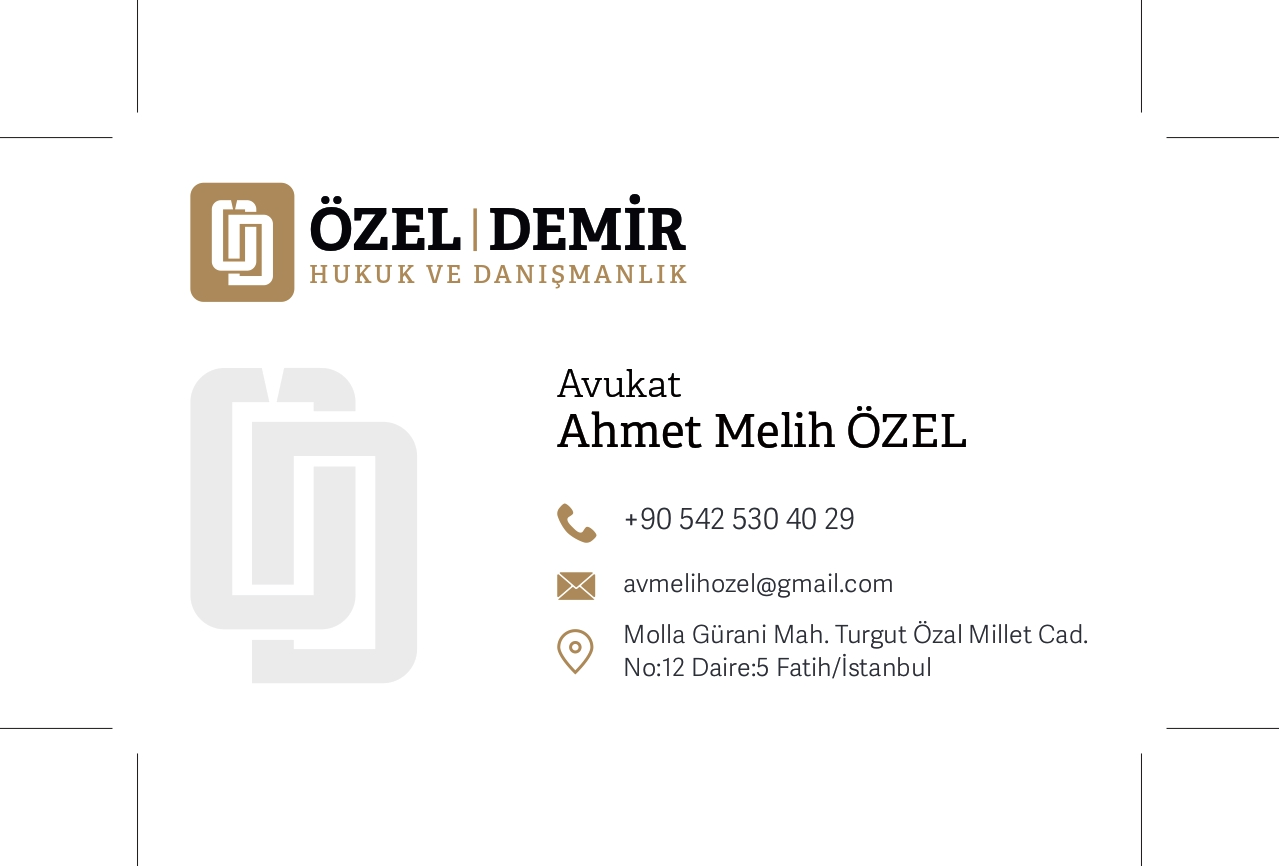 ÖZEL | DEMİR
HUKUK VE DANIŞMANLIK
Avukat
Ahmet Melih ÖZEL
+90 542 530 40 29
avmelihozel@gmail.com
Molla Gürani Mah. Turgut Özal Millet Cad.
No:12 Daire:5 Fatih/İstanbul